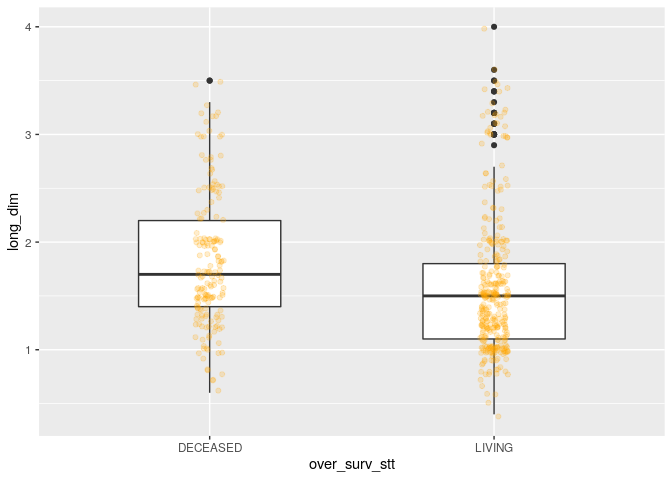 4
3
2
1
long_dim
DECEASED
LIVING
over_surv_stt